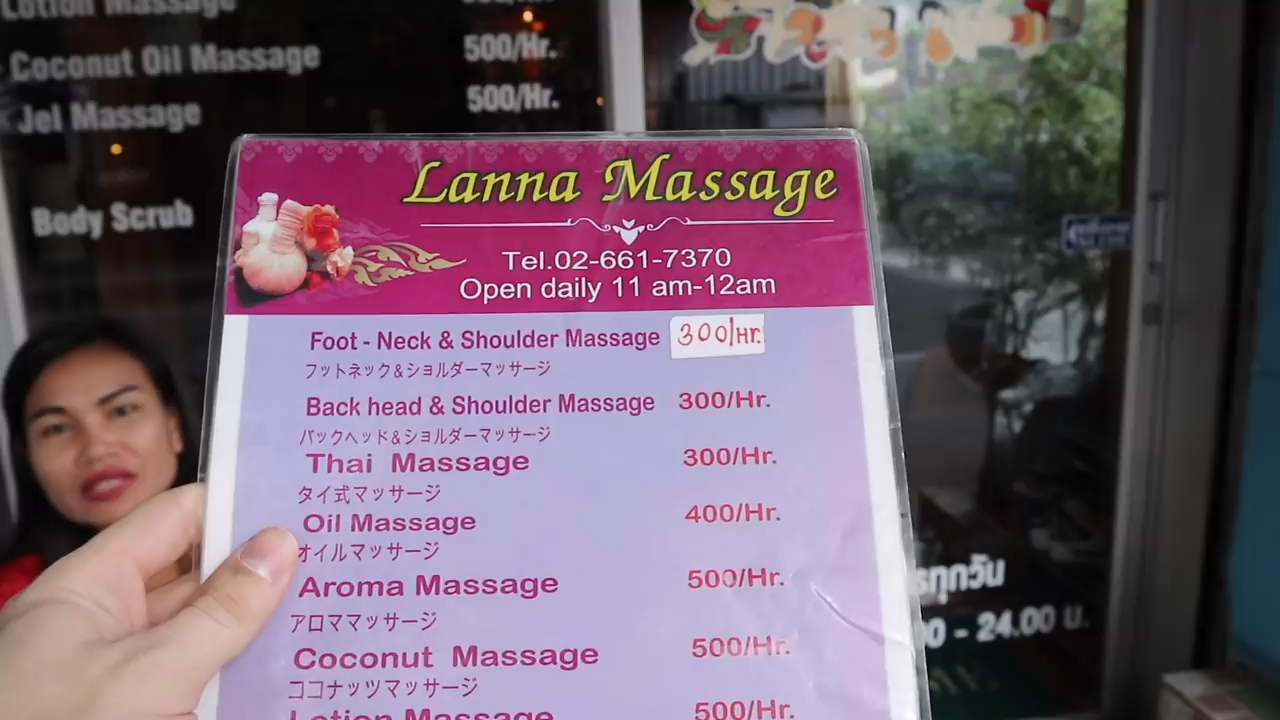 Lotion Massage
Coconut Oil Massage 500/Hr.
Jel Massage 500/Hr.
Body Scrub
Lanna Massage
Tel.02-661-7370
Open daily 11 am-12am
Foot - Neck & Shoulder Massage 300/Hr.
フットネック&ショルダーマッサージ
Back head & Shoulder Massage 300/Hr.
バックヘッド&ショルダーマッサージ
Thai Massage 300/Hr.
タイ式マッサージ
Oil Massage 400/Hr.
オイルマッサージ
Aroma Massage 500/Hr.
アロママッサージ
Coconut Massage 500/Hr.
ココナッツマッサージ
Lotion Massage 500/Hr.
ทุกวัน
00 - 24.00 น.